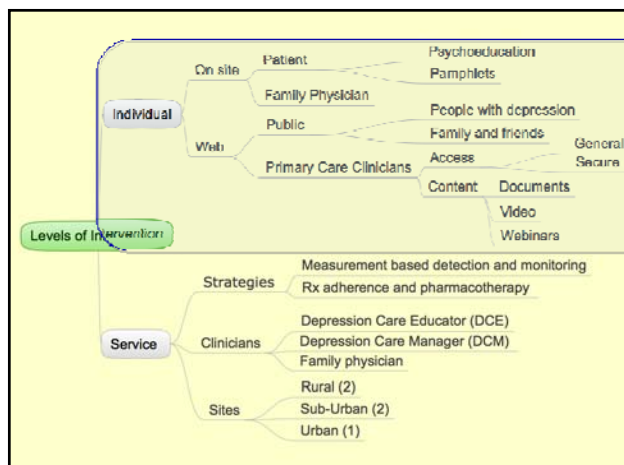 Levels of Intervention
Individual
On site
Patient
Psychoeducation
Pamphlets
Family Physician
Web
Public
People with depression
Family and friends
Primary Care Clinicians
Access
General
Secure
Content
Documents
Video
Webinars
Service
Strategies
Measurement based detection and monitoring
Rx adherence and pharmacotherapy
Clinicians
Depression Care Educator (DCE)
Depression Care Manager (DCM)
Family physician
Sites
Rural (2)
Sub-Urban (2)
Urban (1)